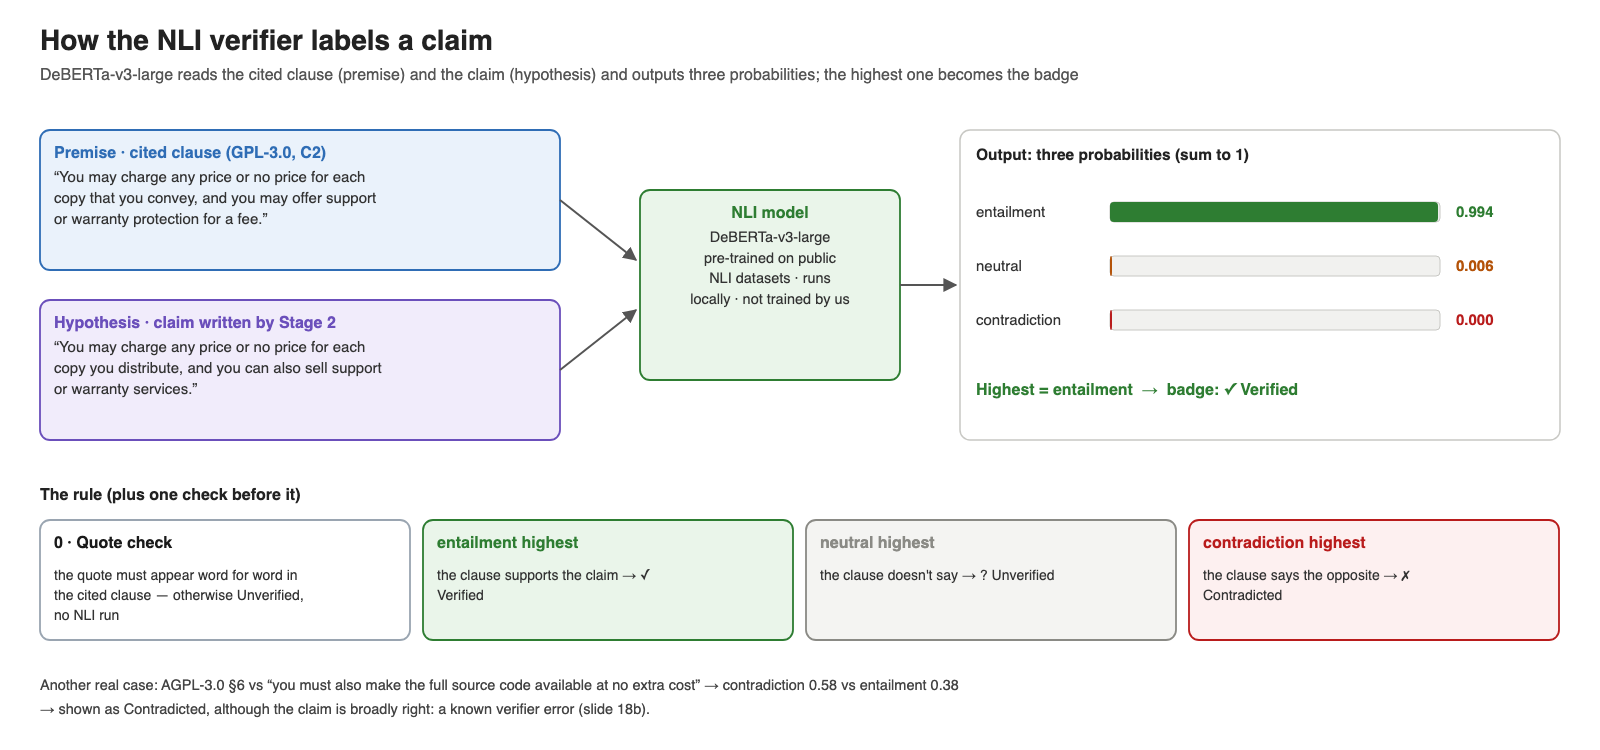 How the NLI verifier labels a claim
DeBERTa-v3-large reads the cited clause (premise) and the claim (hypothesis) and outputs three probabilities; the highest one becomes the badge
Premise · cited clause (GPL-3.0, C2)
“You may charge any price or no price for each
copy that you convey, and you may offer support
or warranty protection for a fee.”
Hypothesis · claim written by Stage 2
“You may charge any price or no price for each
copy you distribute, and you can also sell support
or warranty services.”
NLI model
DeBERTa-v3-large
pre-trained on public
NLI datasets · runs
locally · not trained by us
Output: three probabilities (sum to 1)
entailment 0.994
neutral 0.006
contradiction 0.000
Highest = entailment → badge: ✓ Verified
The rule (plus one check before it)
0 · Quote check
the quote must appear word for word in
the cited clause — otherwise Unverified,
no NLI run
entailment highest
the clause supports the claim → ✓
Verified
neutral highest
the clause doesn't say → ? Unverified
contradiction highest
the clause says the opposite → ✗
Contradicted
Another real case: AGPL-3.0 §6 vs “you must also make the full source code available at no extra cost” → contradiction 0.58 vs entailment 0.38
→ shown as Contradicted, although the claim is broadly right: a known verifier error (slide 18b).